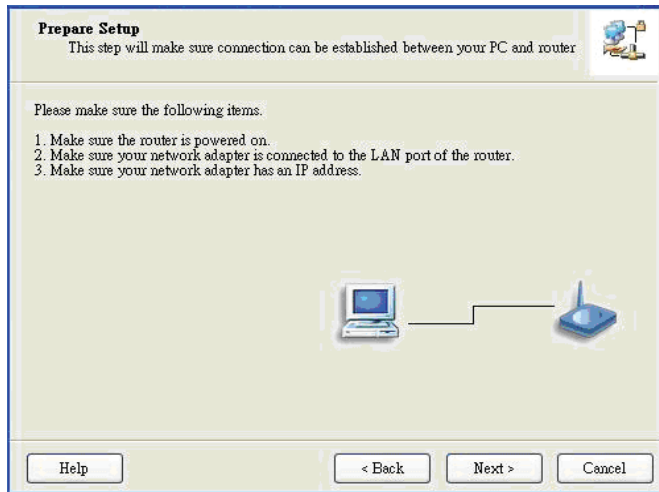 Prepare Setup
This step will make sure connection can be established between your PC and router
Please make sure the following items.
1. Make sure the router is powered on.
2. Make sure your network adapter is connected to the LAN port of the router.
3. Make sure your network adapter has an IP address.
Help
< Back
Next >
Cancel